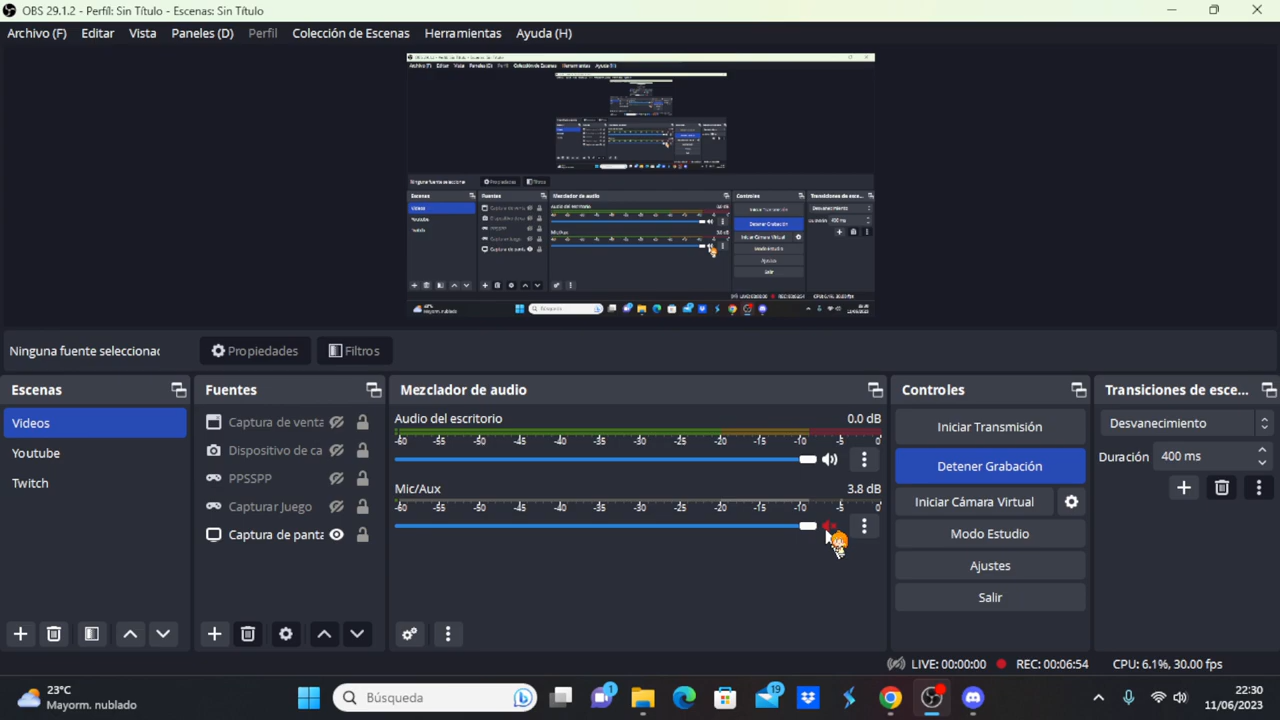 OBS 29.1.2 - Perfil: Sin Título - Escenas: Sin Título
Archivo (F) Editar Vista Paneles (D) Perfil Colección de Escenas Herramientas Ayuda (H)
Ninguna fuente seleccionac Propiedades Filtros
Escenas Fuentes Mezclador de audio Controles Transiciones de esce...
Videos
Youtube
Twitch
Captura de venta
Dispositivo de ca
PPSSPP
Capturar Juego
Captura de panta
Audio del escritorio 0.0 dB
-60 -55 -50 -45 -40 -35 -30 -25 -20 -15 -10 -5 0
Mic/Aux 3.8 dB
-60 -55 -50 -45 -40 -35 -30 -25 -20 -15 -10 -5 0
Iniciar Transmisión
Detener Grabación
Iniciar Cámara Virtual
Modo Estudio
Ajustes
Salir
Desvanecimiento
Duración 400 ms
LIVE: 00:00:00 REC: 00:06:54 CPU: 6.1%, 30.00 fps
23°C
Mayorm. nublado
Búsqueda
1
19
22:30
11/06/2023